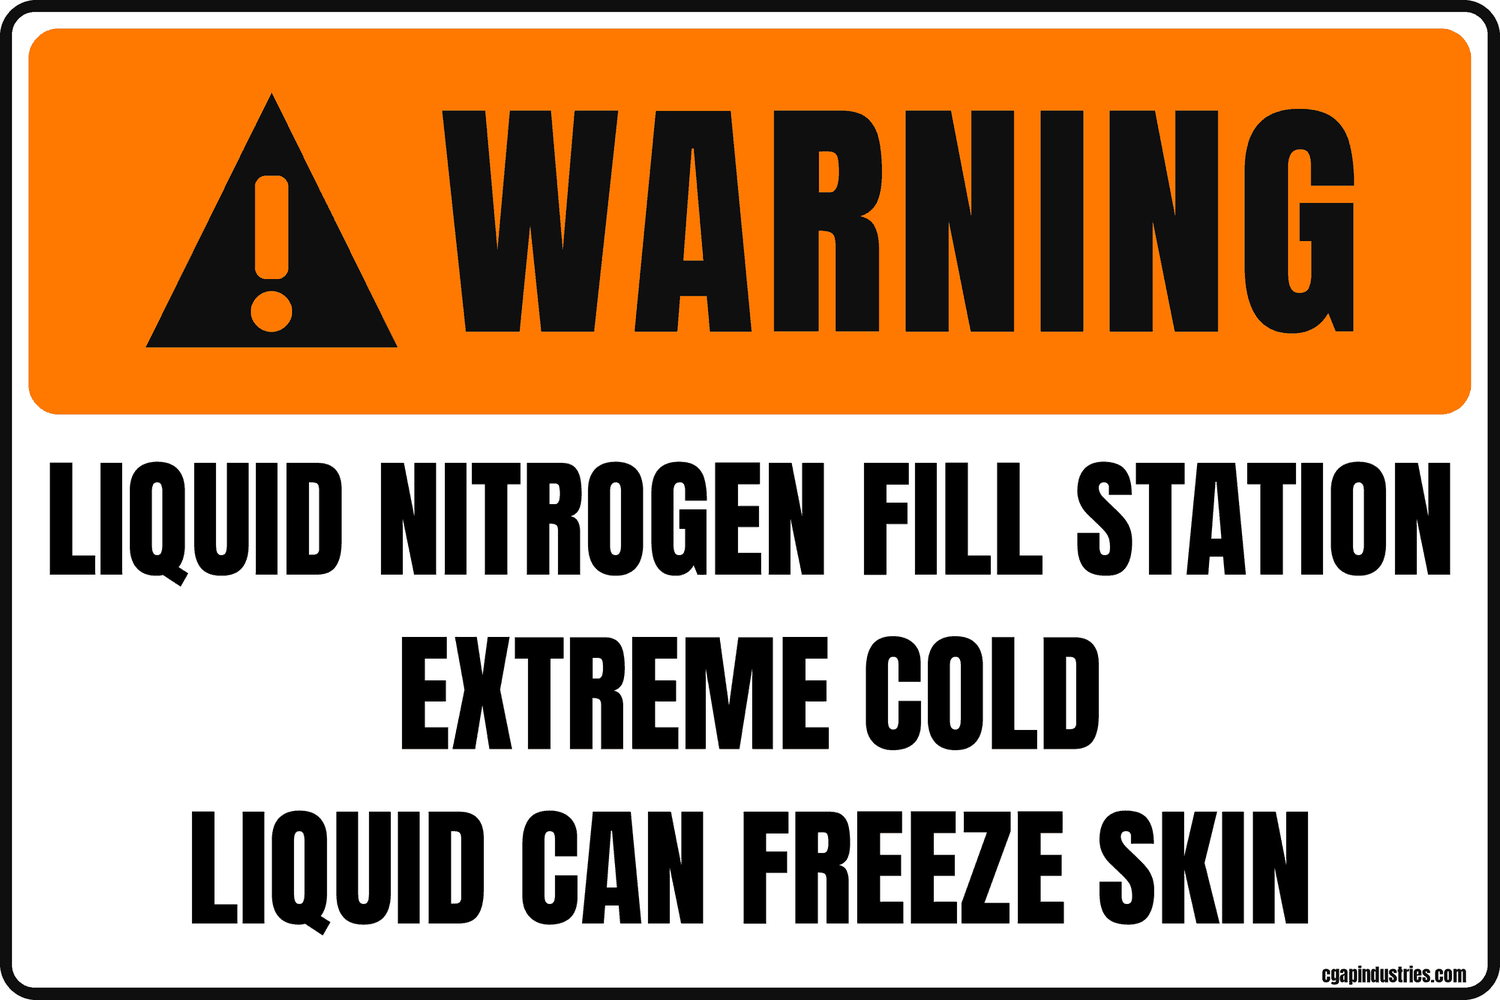 WARNING
LIQUID NITROGEN FILL STATION
EXTREME COLD
LIQUID CAN FREEZE SKIN
cgapindustries.com